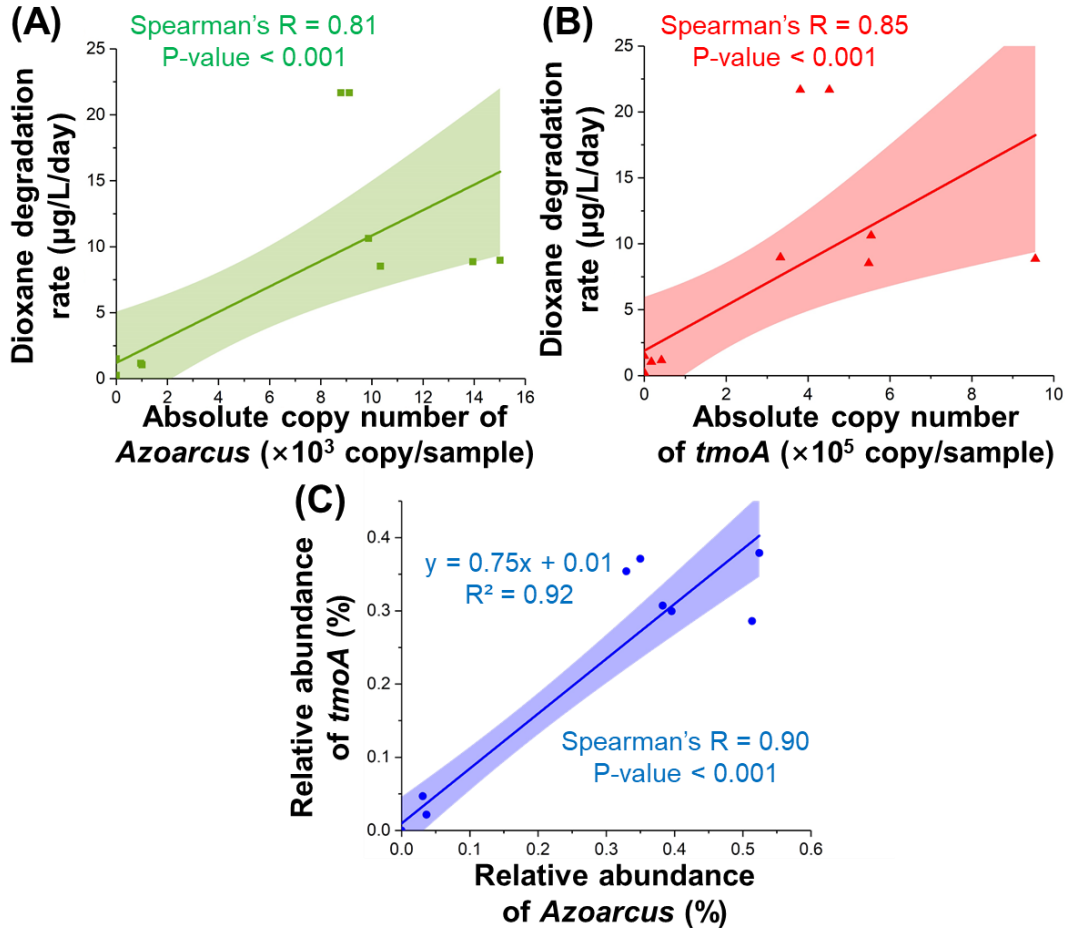 (A)
Spearman's R = 0.81
P-value < 0.001
25
20
15
10
5
0
Dioxane degradation
rate (µg/L/day)
0 2 4 6 8 10 12 14 16
Absolute copy number of
Azoarcus (×10³ copy/sample)
(B)
Spearman's R = 0.85
P-value < 0.001
25
20
15
10
5
0
Dioxane degradation
rate (µg/L/day)
0 2 4 6 8 10
Absolute copy number
of tmoA (×10⁵ copy/sample)
(C)
y = 0.75x + 0.01
R² = 0.92
Spearman's R = 0.90
P-value < 0.001
0.4
0.3
0.2
0.1
0.0
Relative abundance
of tmoA (%)
0.0 0.1 0.2 0.3 0.4 0.5 0.6
Relative abundance
of Azoarcus (%)